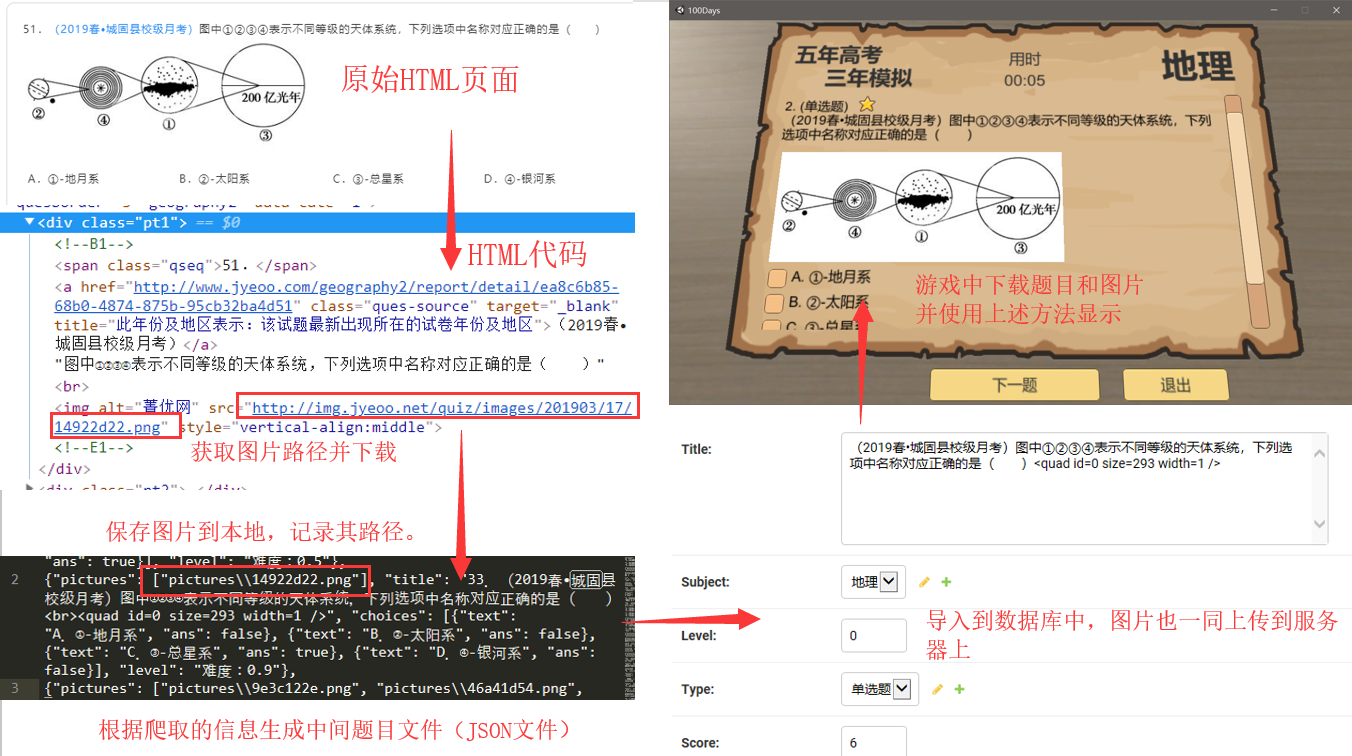 51. （2019春•城固县校级月考）图中①②③④表示不同等级的天体系统，下列选项中名称对应正确的是（　　）
200亿光年
②
④
①
③
A．①-地月系
B．②-太阳系
C．③-总星系
D．④-银河系
原始HTML页面
<div class="pt1"> == $0
HTML代码
<!--B1-->
<span class="qseq">51．</span>
<a href="http://www.jyeoo.com/geography2/report/detail/ea8c6b85-
68b0-4874-875b-95cb32ba4d51" class="ques-source" target="_blank"
title="此年份及地区表示：该试题最新出现所在的试卷年份及地区">（2019春•
城固县校级月考）</a>
"图中①②③④表示不同等级的天体系统，下列选项中名称对应正确的是（　　）"
<br>
<img alt="菁优网" src="http://img.jyeoo.net/quiz/images/201903/17/
14922d22.png" style="vertical-align:middle">
<!--E1-->
</div>
获取图片路径并下载
保存图片到本地，记录其路径。
"ans": true}], "level": "难度：0.5"},
2 {"pictures": ["pictures\\14922d22.png"], "title": "33．（2019春•城固县
校级月考）图中①②③④表示不同等级的天体系统，下列选项中名称对应正确的是（　　）
<br><quad id=0 size=293 width=1 />", "choices": [{"text":
"A．①-地月系", "ans": false}, {"text": "B．②-太阳系", "ans": false},
{"text": "C．③-总星系", "ans": true}, {"text": "D．④-银河系", "ans":
false}], "level": "难度：0.9"},
3 {"pictures": ["pictures\\9e3c122e.png", "pictures\\46a41d54.png",
根据爬取的信息生成中间题目文件（JSON文件）
100Days
五年高考
三年模拟
用时
00:05
地理
2. (单选题)
（2019春•城固县校级月考）图中①②③④表示不同等级的天体系统，下列
选项中名称对应正确的是（　　）
200亿光年
②
④
①
③
A. ①-地月系
B. ②-太阳系
C. ③-总星系
游戏中下载题目和图片
并使用上述方法显示
下一题
退出
Title:
（2019春•城固县校级月考）图中①②③④表示不同等级的天体系统，下列选
项中名称对应正确的是（　　）<quad id=0 size=293 width=1 />
Subject:
地理
Level:
0
导入到数据库中，图片也一同上传到服务
器上
Type:
单选题
Score:
6